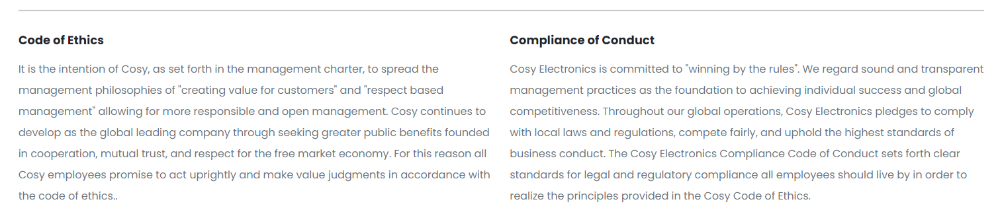 Code of Ethics
It is the intention of Cosy, as set forth in the management charter, to spread the
management philosophies of "creating value for customers" and "respect based
management" allowing for more responsible and open management. Cosy continues to
develop as the global leading company through seeking greater public benefits founded
in cooperation, mutual trust, and respect for the free market economy. For this reason all
Cosy employees promise to act uprightly and make value judgments in accordance with
the code of ethics..
Compliance of Conduct
Cosy Electronics is committed to "winning by the rules". We regard sound and transparent
management practices as the foundation to achieving individual success and global
competitiveness. Throughout our global operations, Cosy Electronics pledges to comply
with local laws and regulations, compete fairly, and uphold the highest standards of
business conduct. The Cosy Electronics Compliance Code of Conduct sets forth clear
standards for legal and regulatory compliance all employees should live by in order to
realize the principles provided in the Cosy Code of Ethics.